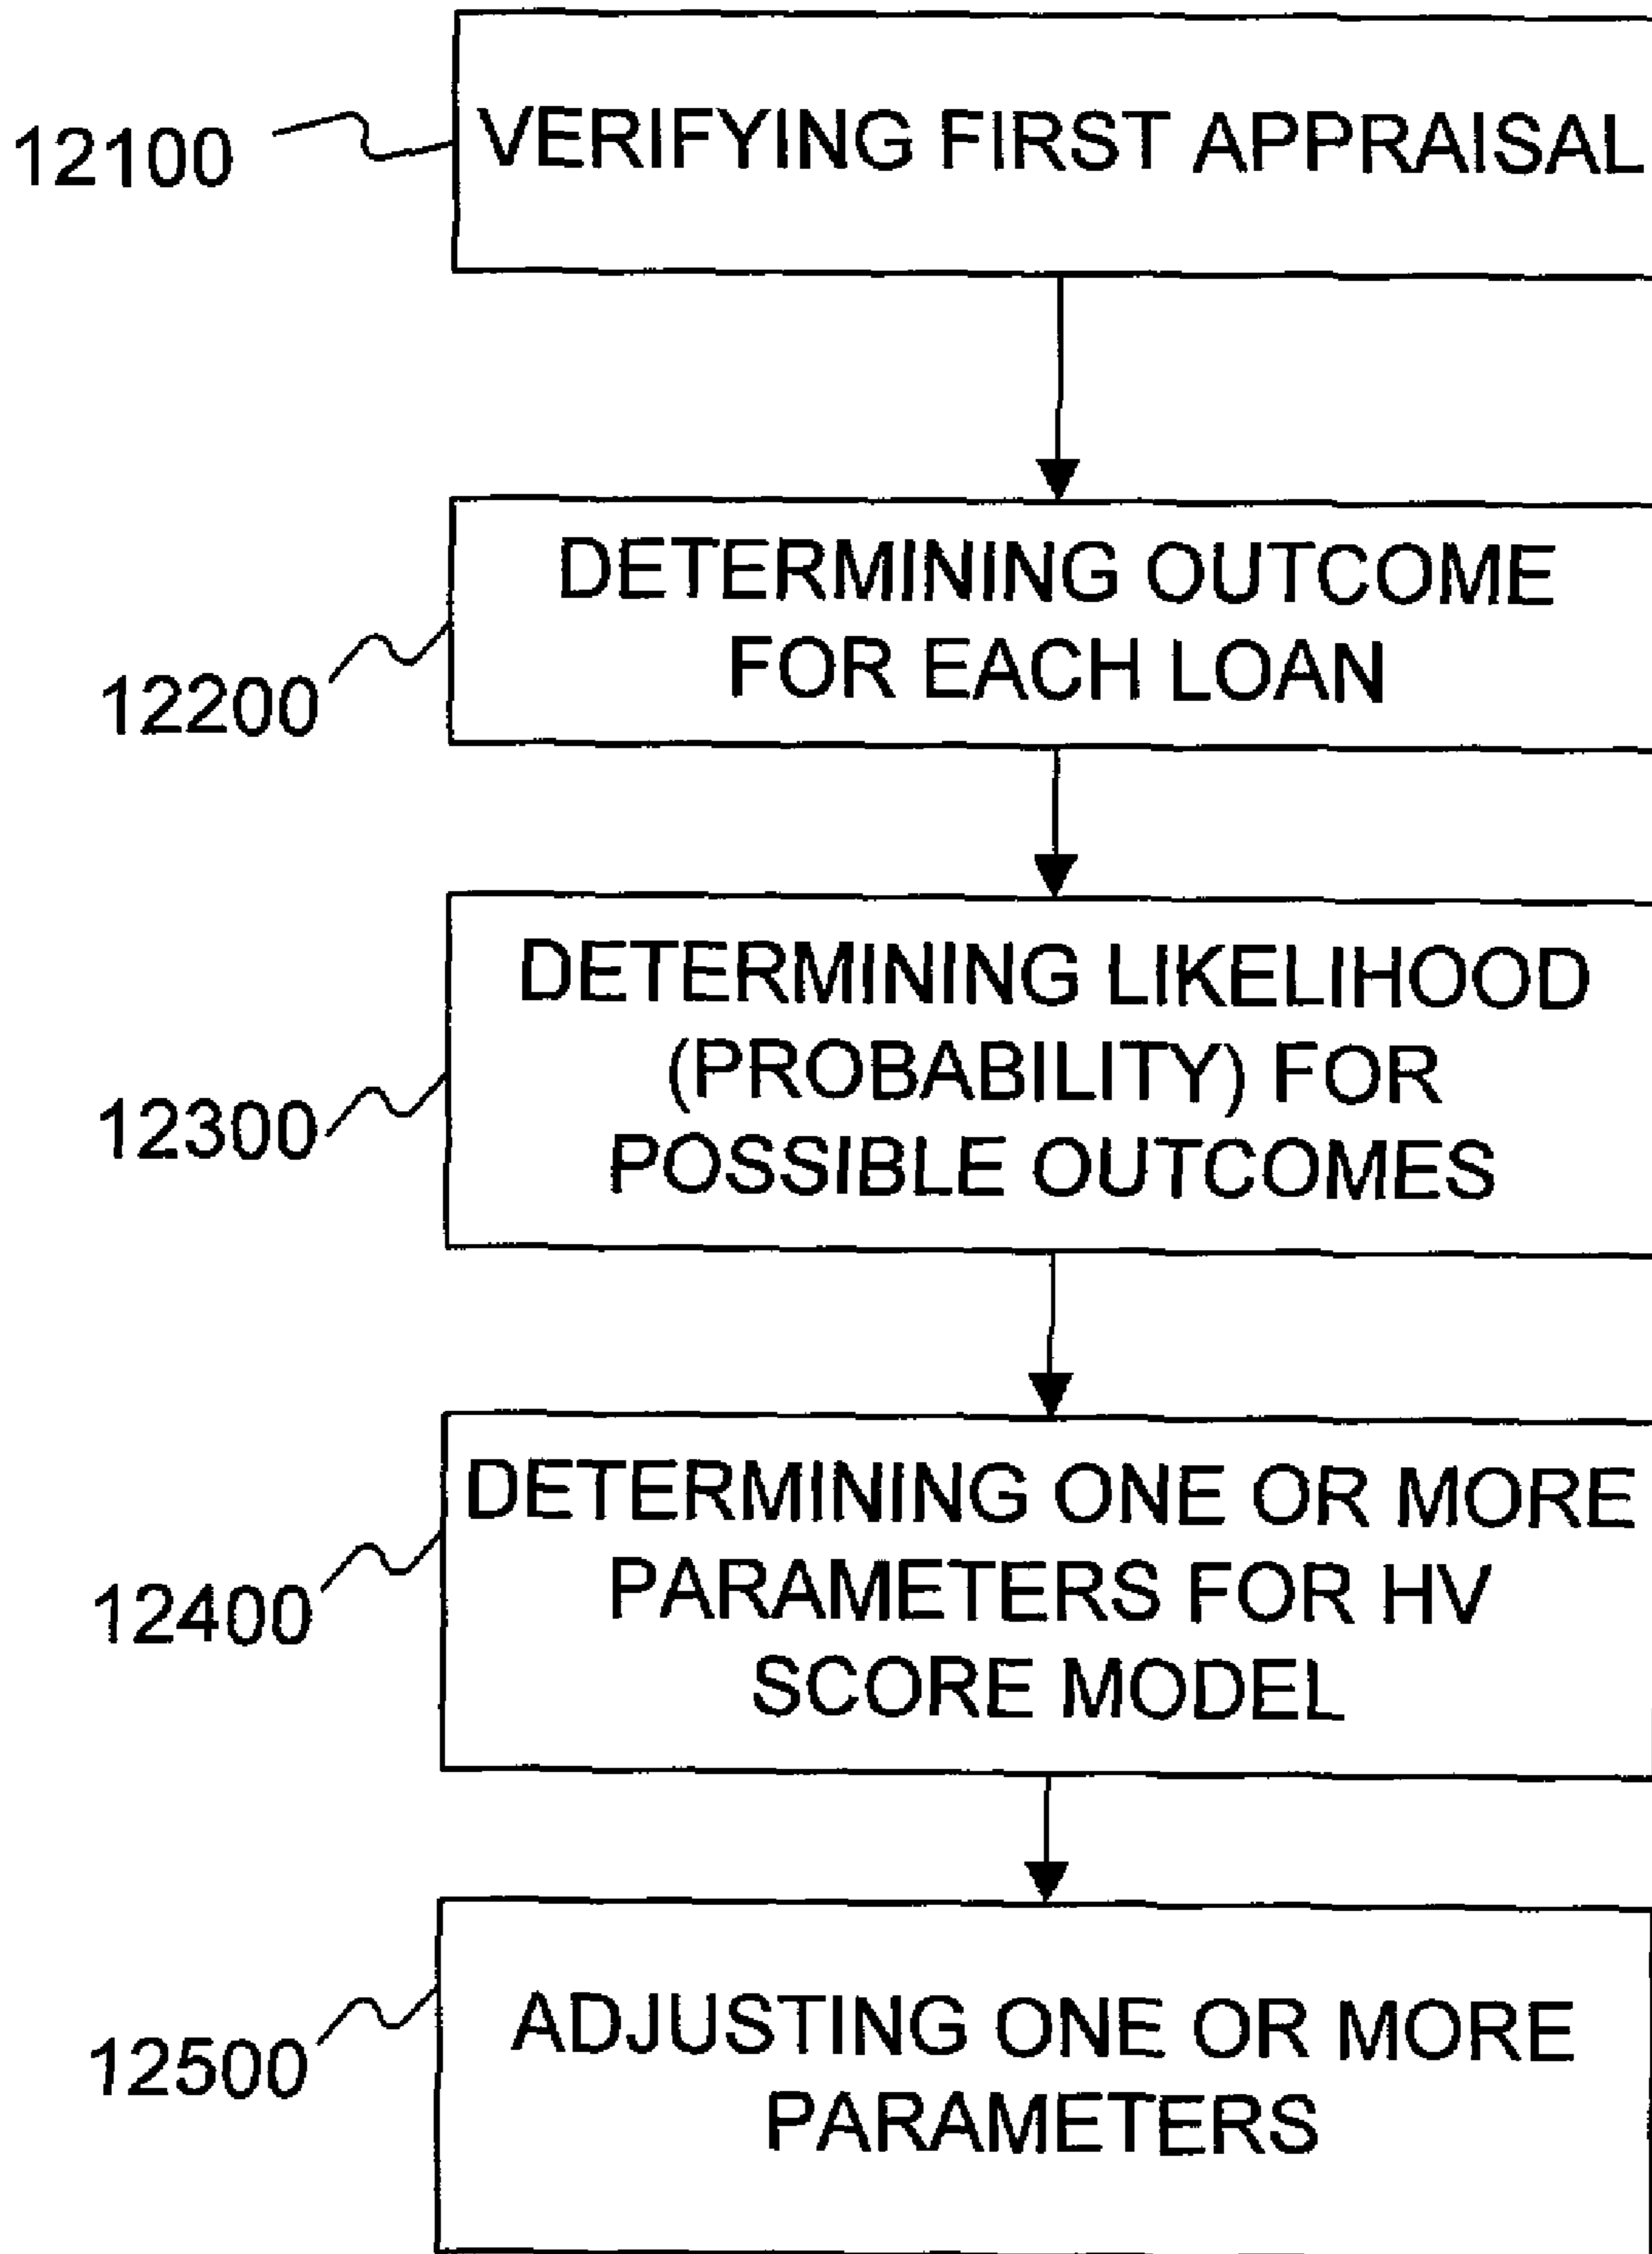 12100
VERIFYING FIRST APPRAISAL
DETERMINING OUTCOME
FOR EACH LOAN
12200
DETERMINING LIKELIHOOD
(PROBABILITY) FOR
POSSIBLE OUTCOMES
12300
DETERMINING ONE OR MORE
PARAMETERS FOR HV
SCORE MODEL
12400
ADJUSTING ONE OR MORE
PARAMETERS
12500